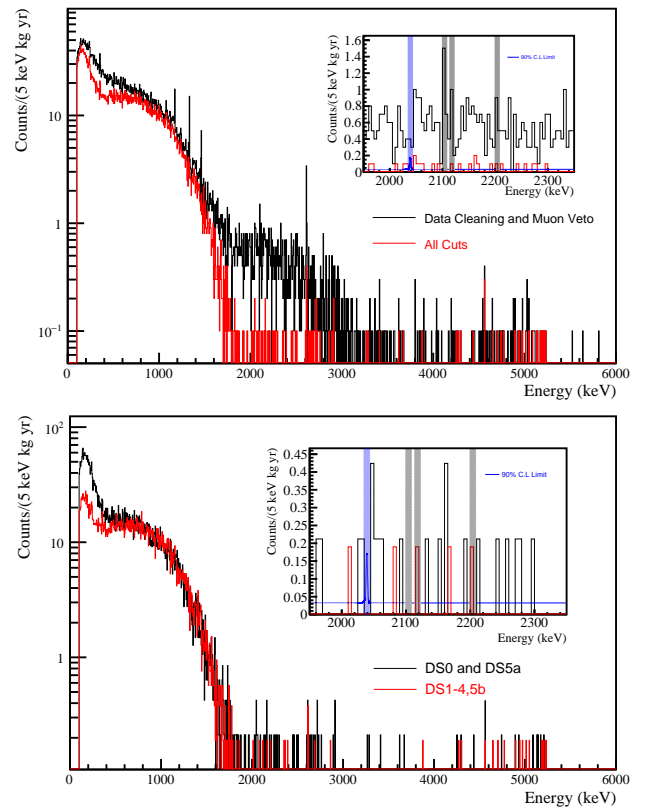 Counts/(5 keV kg yr)
10
1
10⁻¹
0 1000 2000 3000 4000 5000 6000
Energy (keV)
Counts/(5 keV kg yr)
1.6
1.4
1.2
1
0.8
0.6
0.4
0.2
0
2000 2100 2200 2300
Energy (keV)
90% C.L Limit
Data Cleaning and Muon Veto
All Cuts
Counts/(5 keV kg yr)
10²
10
1
0 1000 2000 3000 4000 5000 6000
Energy (keV)
Counts/(5 keV kg yr)
0.45
0.4
0.35
0.3
0.25
0.2
0.15
0.1
0.05
0
2000 2100 2200 2300
Energy (keV)
90% C.L Limit
DS0 and DS5a
DS1-4,5b